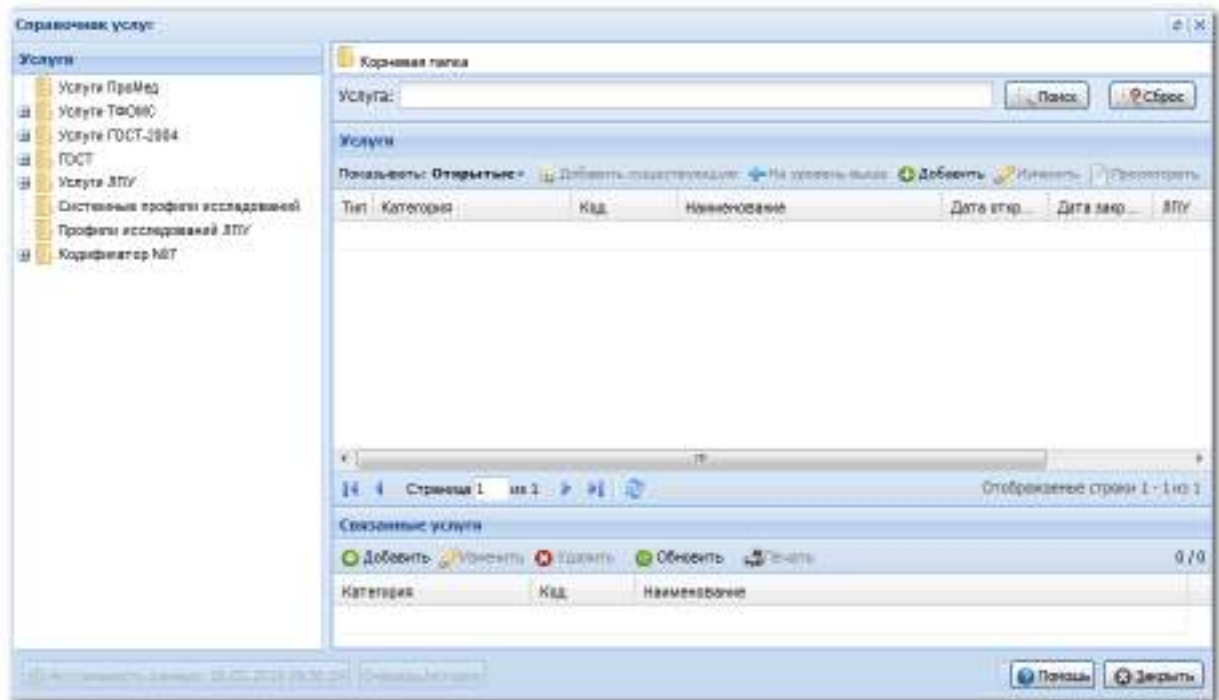 Справочник услуг
Услуги
Услуги ПроМед
Услуги ТФОМС
Услуги ГОСТ-2004
ГОСТ
Услуги ЛПУ
Системные профили исследований
Профили исследований ЛПУ
Кодификатор
Корневая папка
Услуга:
Поиск
Сброс
Услуги
Показывать: Открытые
Добавить существующую
На уровень выше
Добавить
Изменить
Просмотреть
Тип
Категория
Код
Наименование
Дата откр...
Дата закр...
ЛПУ
Страница 1 из 1
Отображаемые строки 1 - 1 из 1
Связанные услуги
Добавить
Изменить
Удалить
Обновить
Печать
0 / 0
Категория
Код
Наименование
Помощь
Закрыть